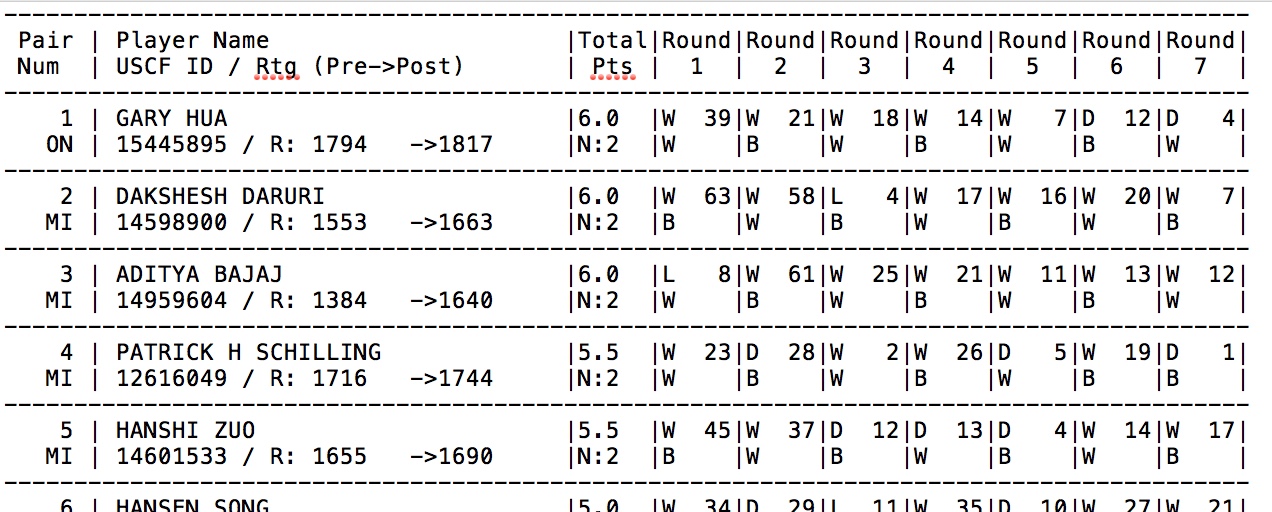 -----------------------------------------------------------------------------------------
 Pair | Player Name                     |Total|Round|Round|Round|Round|Round|Round|Round|
 Num  | USCF ID / Rtg (Pre->Post)       | Pts |  1  |  2  |  3  |  4  |  5  |  6  |  7  |
-----------------------------------------------------------------------------------------
    1 | GARY HUA                        |6.0  |W  39|W  21|W  18|W  14|W   7|D  12|D   4|
   ON | 15445895 / R: 1794   ->1817     |N:2  |W    |B    |W    |B    |W    |B    |W    |
-----------------------------------------------------------------------------------------
    2 | DAKSHESH DARURI                 |6.0  |W  63|W  58|L   4|W  17|W  16|W  20|W   7|
   MI | 14598900 / R: 1553   ->1663     |N:2  |B    |W    |B    |W    |B    |W    |B    |
-----------------------------------------------------------------------------------------
    3 | ADITYA BAJAJ                    |6.0  |L   8|W  61|W  25|W  21|W  11|W  13|W  12|
   MI | 14959604 / R: 1384   ->1640     |N:2  |W    |B    |W    |B    |W    |B    |W    |
-----------------------------------------------------------------------------------------
    4 | PATRICK H SCHILLING             |5.5  |W  23|D  28|W   2|W  26|D   5|W  19|D   1|
   MI | 12616049 / R: 1716   ->1744     |N:2  |W    |B    |W    |B    |W    |B    |B    |
-----------------------------------------------------------------------------------------
    5 | HANSHI ZUO                      |5.5  |W  45|W  37|D  12|D  13|D   4|W  14|W  17|
   MI | 14601533 / R: 1655   ->1690     |N:2  |B    |W    |B    |W    |B    |W    |B    |
-----------------------------------------------------------------------------------------
    6 | HANSEN SONG                     |5.0  |W  34|D  29|L  11|W  35|D  10|W  27|W  21|